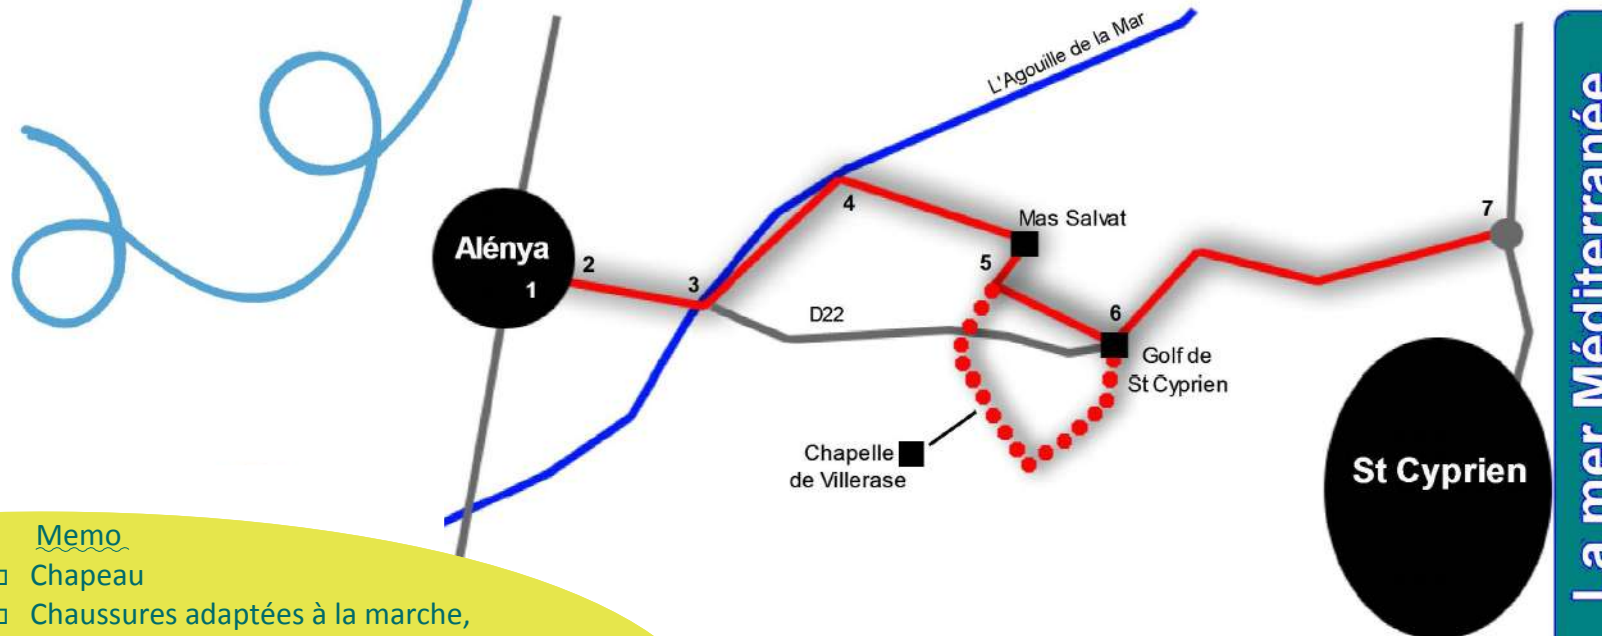 L'Agouille de la Mar
La mer Méditerranée
Alénya
1
2
3
4
Mas Salvat
5
6
7
D22
Golf de
St Cyprien
Chapelle
de Villerase
St Cyprien
Memo
Chapeau
Chaussures adaptées à la marche,